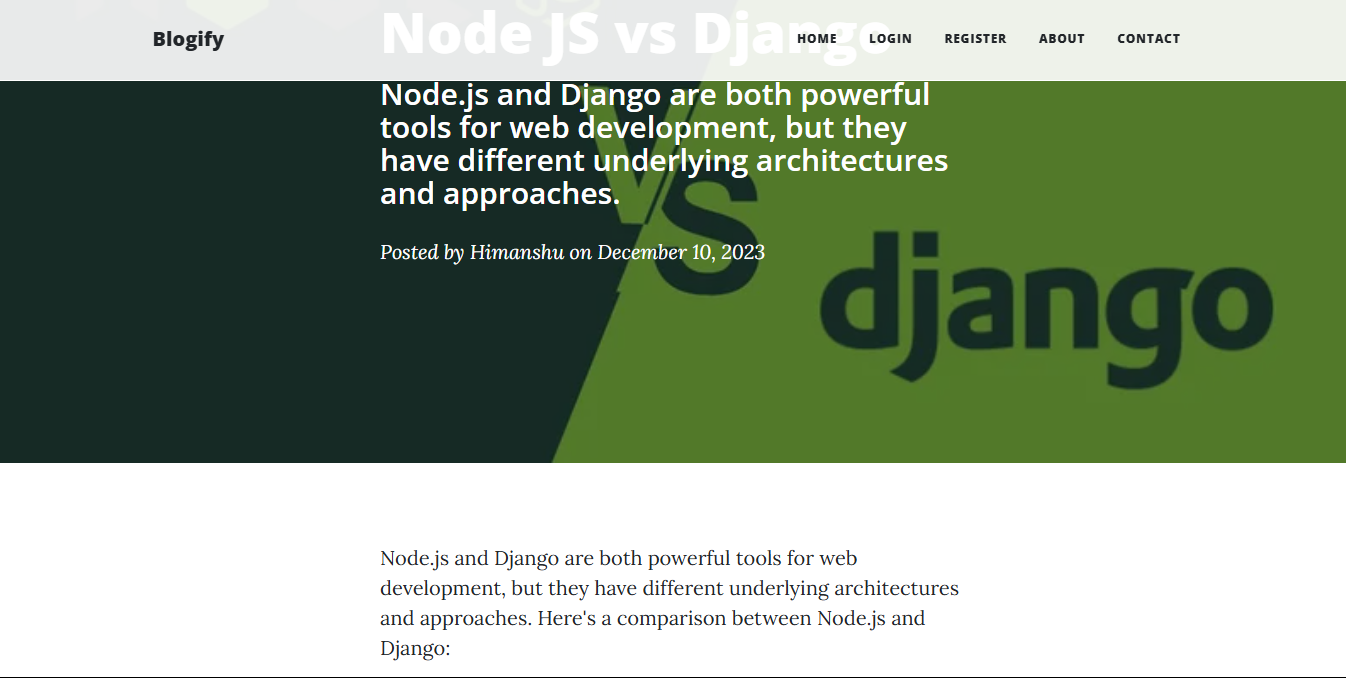 Blogify
Node JS vs Django
HOME LOGIN REGISTER ABOUT CONTACT
Node.js and Django are both powerful
tools for web development, but they
have different underlying architectures
and approaches.
Posted by Himanshu on December 10, 2023
VS
django
Node.js and Django are both powerful tools for web
development, but they have different underlying architectures
and approaches. Here's a comparison between Node.js and
Django: